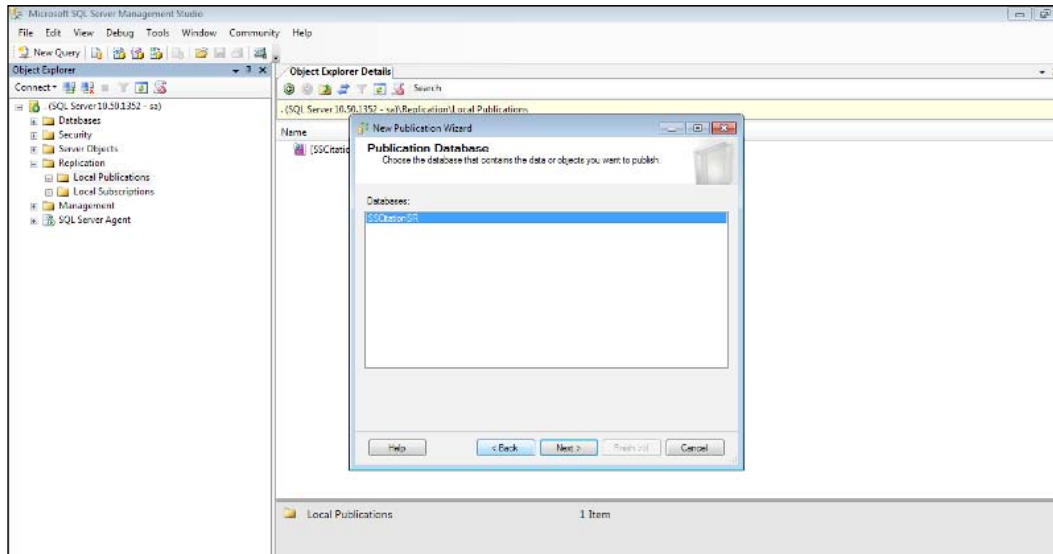 Microsoft SQL Server Management Studio
File Edit View Debug Tools Window Community Help
New Query
Object Explorer
Connect
. (SQL Server 10.50.1352 - sa)
Databases
Security
Server Objects
Replication
Local Publications
Local Subscriptions
Management
SQL Server Agent
Object Explorer Details
Search
. (SQL Server 10.50.1352 - sa)\Replication\Local Publications
Name
[SSCitatio
New Publication Wizard
Publication Database
Choose the database that contains the data or objects you want to publish.
Databases:
SSCitationSR
Help < Back Next > Finish >>| Cancel
Local Publications 1 Item